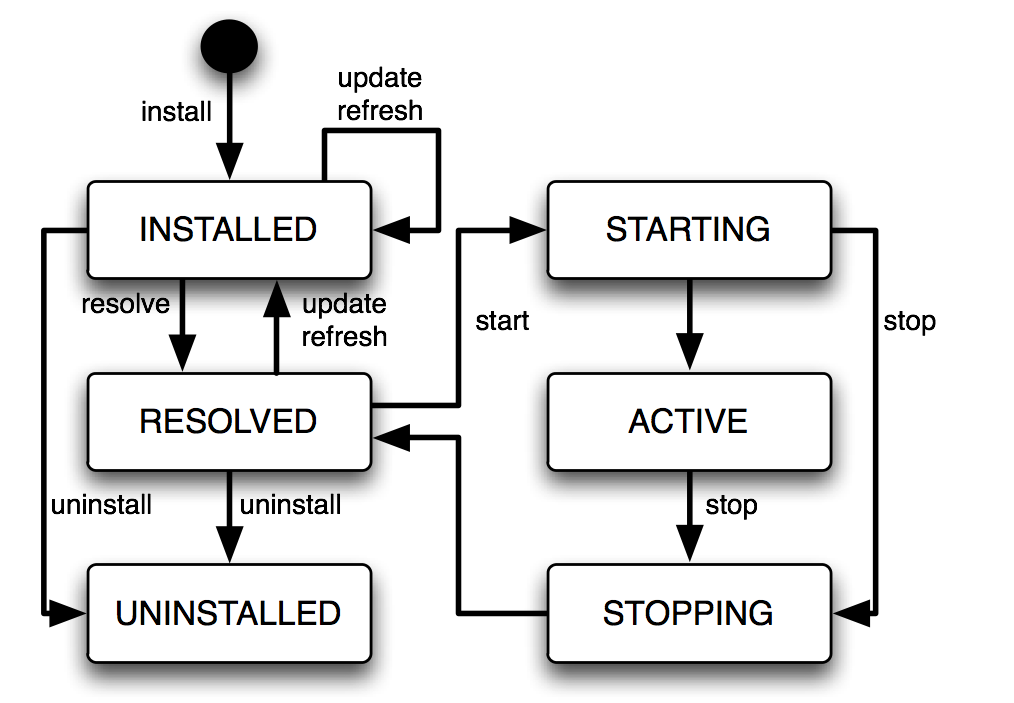 update
refresh
install
INSTALLED
STARTING
resolve
update
refresh
start
stop
RESOLVED
ACTIVE
uninstall
uninstall
stop
UNINSTALLED
STOPPING